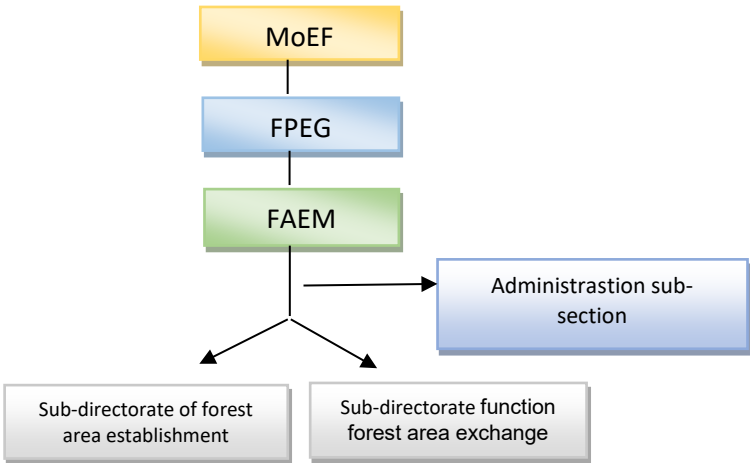 MoEF
FPEG
FAEM
Administrastion sub-
section
Sub-directorate of forest
area establishment
Sub-directorate function
forest area exchange